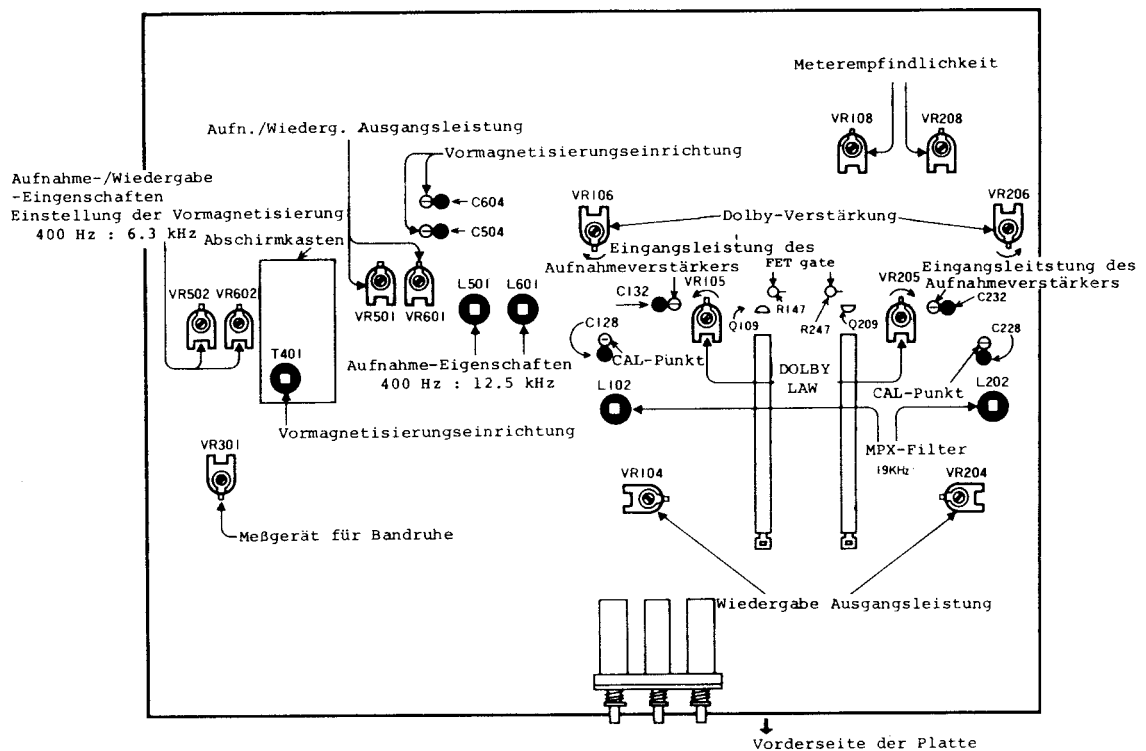 Meterempfindlichkeit
VR108
VR208
Aufn./Wiederg. Ausgangsleistung
Vormagnetisierungseinrichtung
Aufnahme-/Wiedergabe
-Eingenschaften
Einstellung der Vormagnetisierung
400 Hz : 6.3 kHz
C604
C504
VR106
Dolby-Verstärkung
VR206
Abschirmkasten
Eingangsleistung des
Aufnahmeverstärkers
FET gate
Eingangsleitstung des
Aufnahmeverstärkers
VR502
VR602
VR501
VR601
L501
L601
C132
VR105
R147
Q109
R247
Q209
VR205
C232
C128
CAL-Punkt
C228
CAL-Punkt
T401
Aufnahme-Eigenschaften
400 Hz : 12.5 kHz
DOLBY
LAW
L102
L202
Vormagnetisierungseinrichtung
MPX-Filter
19KHz
VR301
VR104
VR204
Meßgerät für Bandruhe
Wiedergabe Ausgangsleistung
Vorderseite der Platte